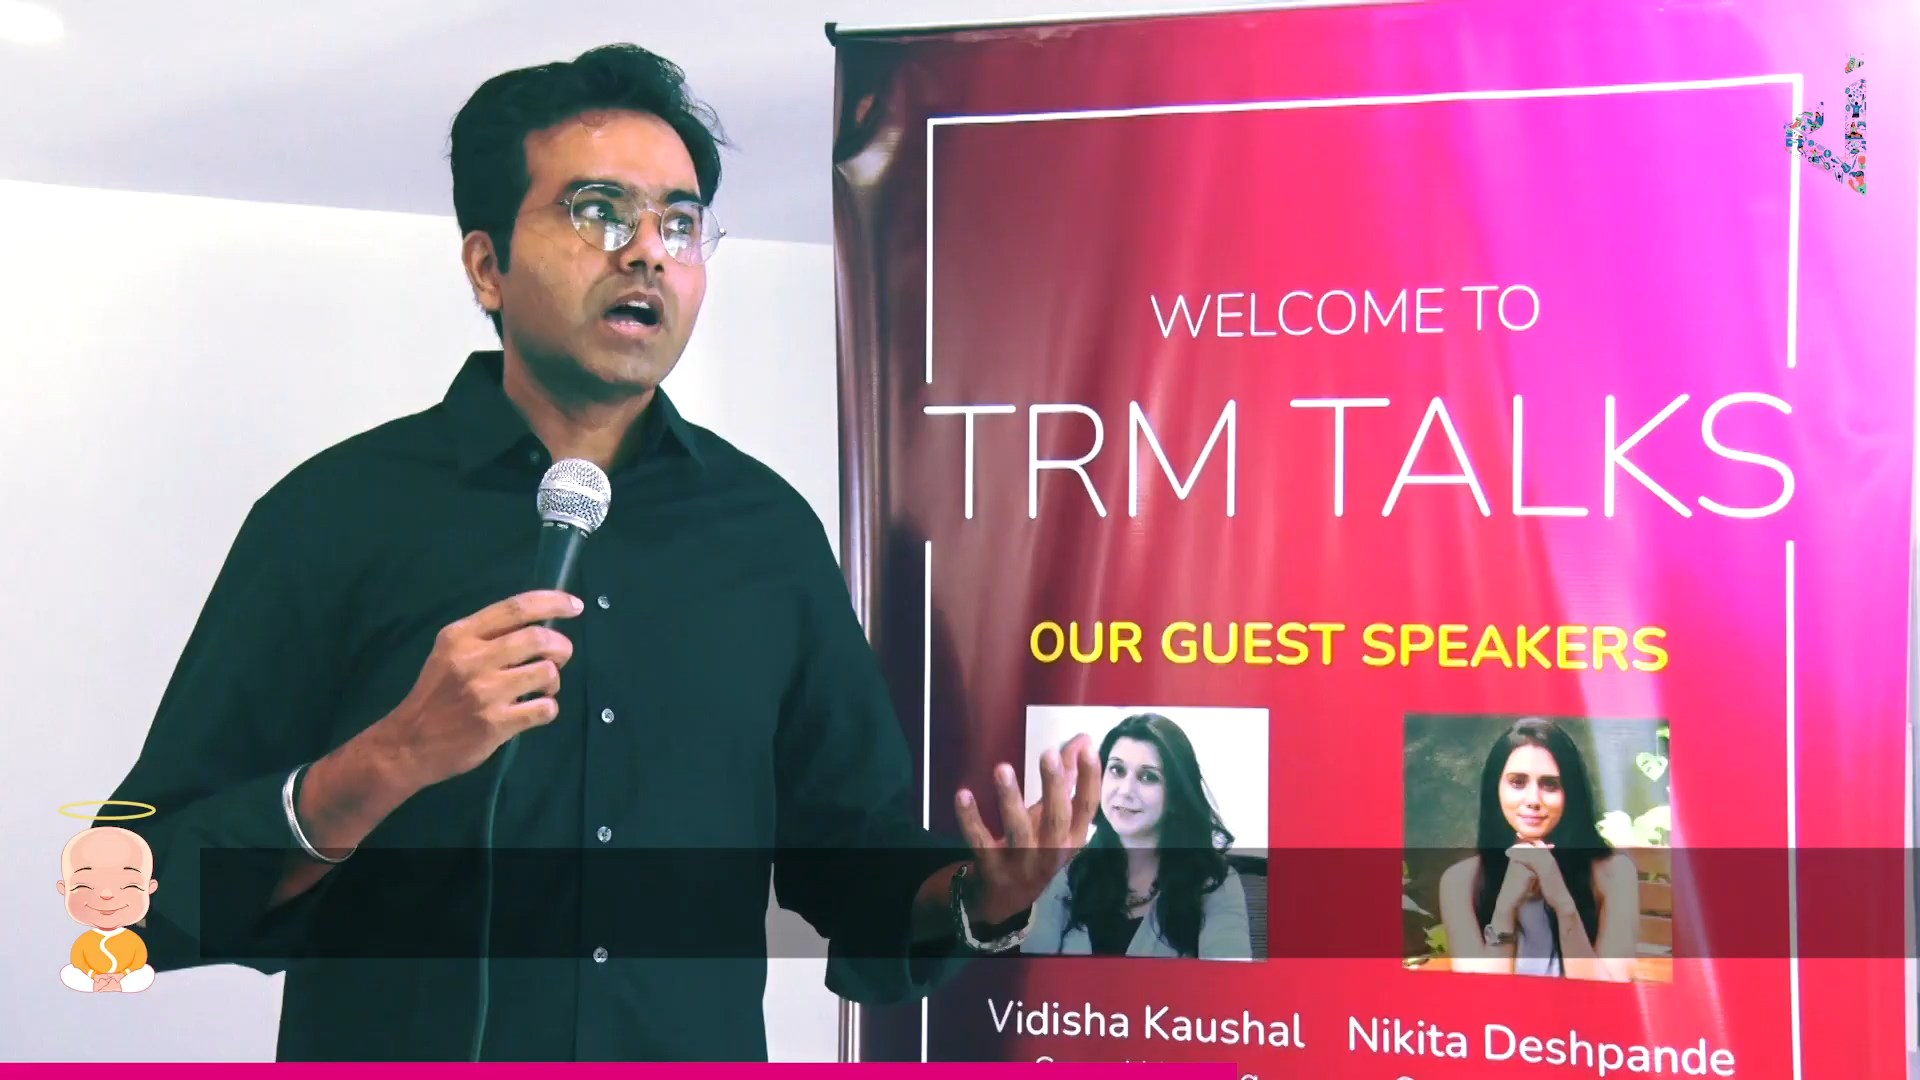 WELCOME TO
TRM TALKS
OUR GUEST SPEAKERS
Vidisha Kaushal
Nikita Deshpande